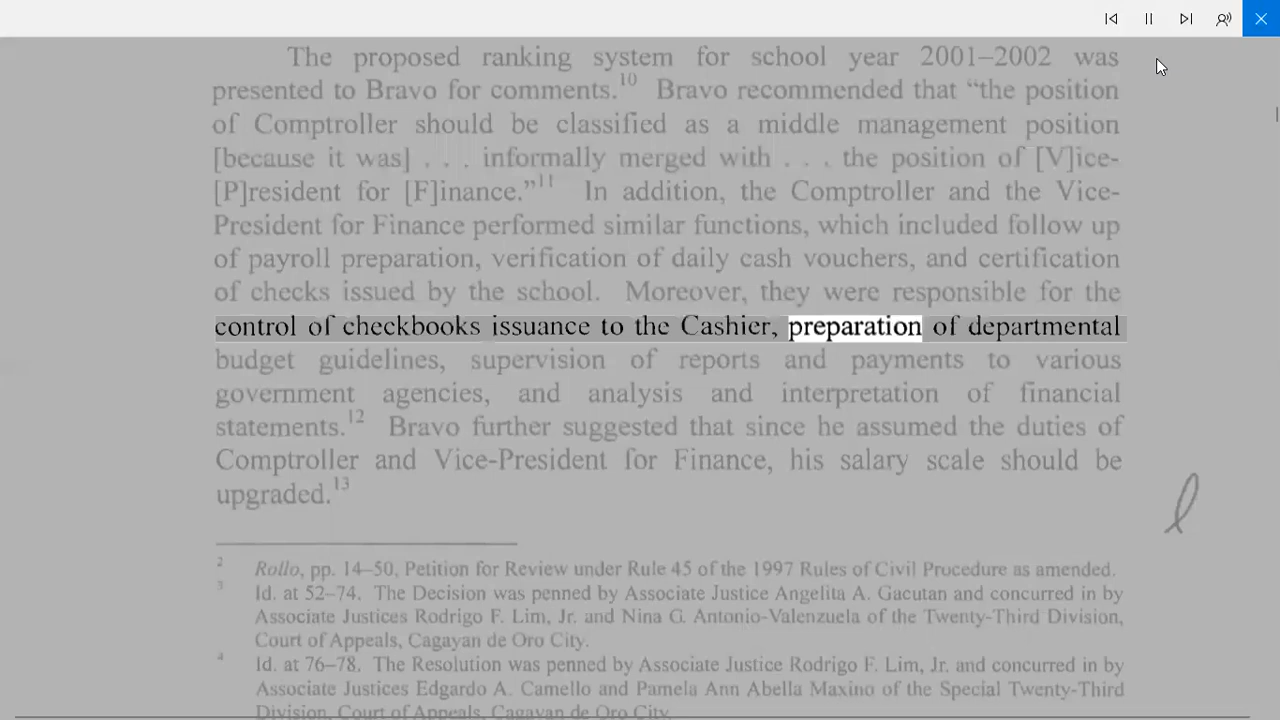 The proposed ranking system for school year 2001–2002 was
presented to Bravo for comments.10 Bravo recommended that “the position
of Comptroller should be classified as a middle management position
[because it was] . . . informally merged with . . . the position of [V]ice-
[P]resident for [F]inance.”11 In addition, the Comptroller and the Vice-
President for Finance performed similar functions, which included follow up
of payroll preparation, verification of daily cash vouchers, and certification
of checks issued by the school. Moreover, they were responsible for the
control of checkbooks issuance to the Cashier, preparation of departmental
budget guidelines, supervision of reports and payments to various
government agencies, and analysis and interpretation of financial
statements.12 Bravo further suggested that since he assumed the duties of
Comptroller and Vice-President for Finance, his salary scale should be
upgraded.13
2 Rollo, pp. 14–50, Petition for Review under Rule 45 of the 1997 Rules of Civil Procedure as amended.
3 Id. at 52–74. The Decision was penned by Associate Justice Angelita A. Gacutan and concurred in by
Associate Justices Rodrigo F. Lim, Jr. and Nina G. Antonio-Valenzuela of the Twenty-Third Division,
Court of Appeals, Cagayan de Oro City.
4 Id. at 76–78. The Resolution was penned by Associate Justice Rodrigo F. Lim, Jr. and concurred in by
Associate Justices Edgardo A. Camello and Pamela Ann Abella Maxino of the Special Twenty-Third
Division, Court of Appeals, Cagayan de Oro City.